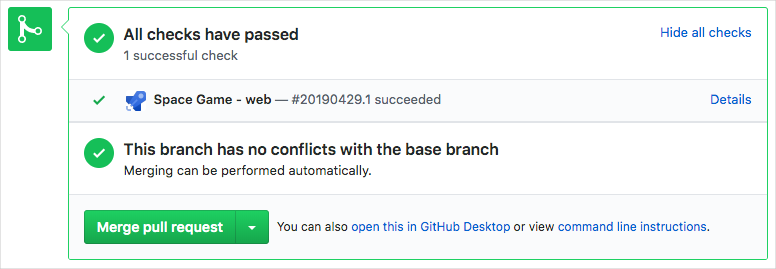 All checks have passed
Hide all checks
1 successful check
Space Game - web — #20190429.1 succeeded
Details
This branch has no conflicts with the base branch
Merging can be performed automatically.
Merge pull request
You can also open this in GitHub Desktop or view command line instructions.